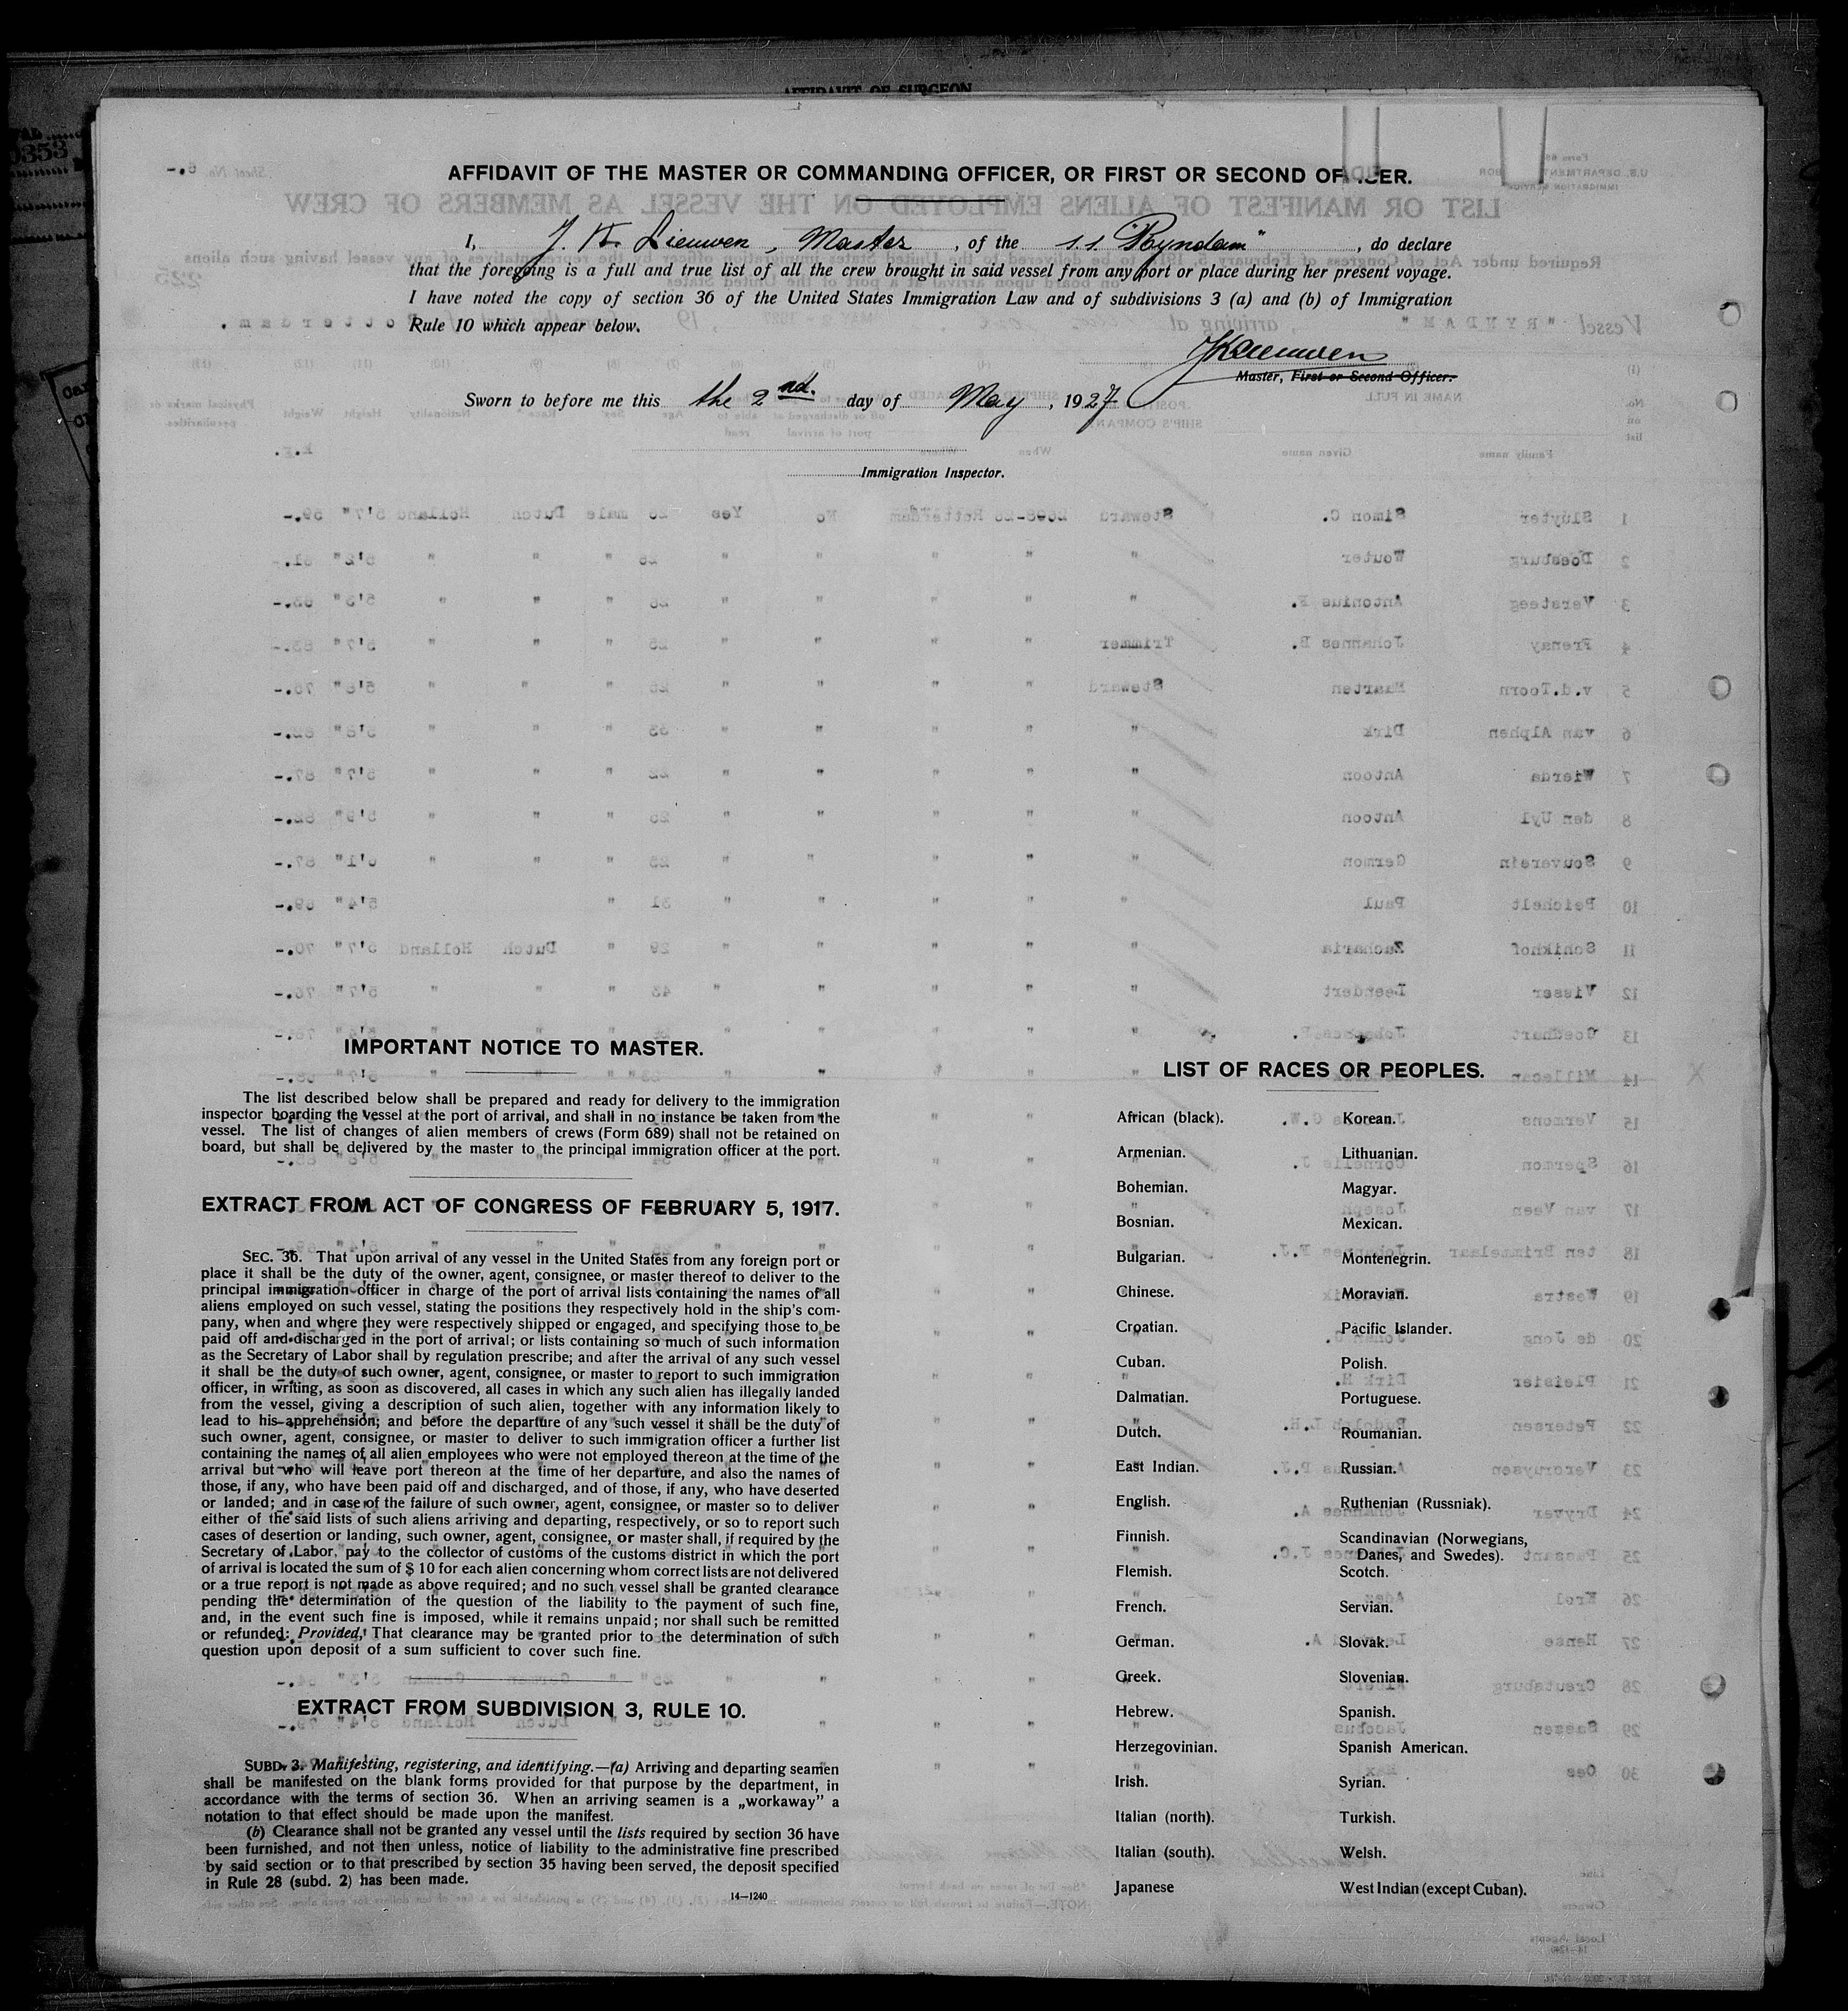 AFFIDAVIT OF SURGEON
0353
AFFIDAVIT OF THE MASTER OR COMMANDING OFFICER, OR FIRST OR SECOND OFFICER.
I, J. K. Lieuwen, Master, of the s.s. "Ryndam", do declare
that the foregoing is a full and true list of all the crew brought in said vessel from any port or place during her present voyage.
I have noted the copy of section 36 of the United States Immigration Law and of subdivisions 3 (a) and (b) of Immigration
Rule 10 which appear below.
JKLieuwen
Master, First or Second Officer.
Sworn to before me this the 2nd. day of May, 1927
Immigration Inspector.
IMPORTANT NOTICE TO MASTER.
The list described below shall be prepared and ready for delivery to the immigration
inspector boarding the vessel at the port of arrival, and shall in no instance be taken from the
vessel. The list of changes of alien members of crews (Form 689) shall not be retained on
board, but shall be delivered by the master to the principal immigration officer at the port.
EXTRACT FROM ACT OF CONGRESS OF FEBRUARY 5, 1917.
SEC. 36. That upon arrival of any vessel in the United States from any foreign port or
place it shall be the duty of the owner, agent, consignee, or master thereof to deliver to the
principal immigration officer in charge of the port of arrival lists containing the names of all
aliens employed on such vessel, stating the positions they respectively hold in the ship's com-
pany, when and where they were respectively shipped or engaged, and specifying those to be
paid off and discharged in the port of arrival; or lists containing so much of such information
as the Secretary of Labor shall by regulation prescribe; and after the arrival of any such vessel
it shall be the duty of such owner, agent, consignee, or master to report to such immigration
officer, in writing, as soon as discovered, all cases in which any such alien has illegally landed
from the vessel, giving a description of such alien, together with any information likely to
lead to his apprehension; and before the departure of any such vessel it shall be the duty of
such owner, agent, consignee, or master to deliver to such immigration officer a further list
containing the names of all alien employees who were not employed thereon at the time of the
arrival but who will leave port thereon at the time of her departure, and also the names of
those, if any, who have been paid off and discharged, and of those, if any, who have deserted
or landed; and in case of the failure of such owner, agent, consignee, or master so to deliver
either of the said lists of such aliens arriving and departing, respectively, or so to report such
cases of desertion or landing, such owner, agent, consignee, or master shall, if required by the
Secretary of Labor, pay to the collector of customs of the customs district in which the port
of arrival is located the sum of $ 10 for each alien concerning whom correct lists are not delivered
or a true report is not made as above required; and no such vessel shall be granted clearance
pending the determination of the question of the liability to the payment of such fine,
and, in the event such fine is imposed, while it remains unpaid; nor shall such be remitted
or refunded: Provided, That clearance may be granted prior to the determination of such
question upon deposit of a sum sufficient to cover such fine.
EXTRACT FROM SUBDIVISION 3, RULE 10.
SUBD. 3. Manifesting, registering, and identifying.—(a) Arriving and departing seamen
shall be manifested on the blank forms provided for that purpose by the department, in
accordance with the terms of section 36. When an arriving seamen is a „workaway” a
notation to that effect should be made upon the manifest.
(b) Clearance shall not be granted any vessel until the lists required by section 36 have
been furnished, and not then unless, notice of liability to the administrative fine prescribed
by said section or to that prescribed by section 35 having been served, the deposit specified
in Rule 28 (subd. 2) has been made.
14—1240
LIST OF RACES OR PEOPLES.
African (black).
Armenian.
Bohemian.
Bosnian.
Bulgarian.
Chinese.
Croatian.
Cuban.
Dalmatian.
Dutch.
East Indian.
English.
Finnish.
Flemish.
French.
German.
Greek.
Hebrew.
Herzegovinian.
Irish.
Italian (north).
Italian (south).
Japanese
Korean.
Lithuanian.
Magyar.
Mexican.
Montenegrin.
Moravian.
Pacific Islander.
Polish.
Portuguese.
Roumanian.
Russian.
Ruthenian (Russniak).
Scandinavian (Norwegians,
Danes, and Swedes).
Scotch.
Servian.
Slovak.
Slovenian.
Spanish.
Spanish American.
Syrian.
Turkish.
Welsh.
West Indian (except Cuban).